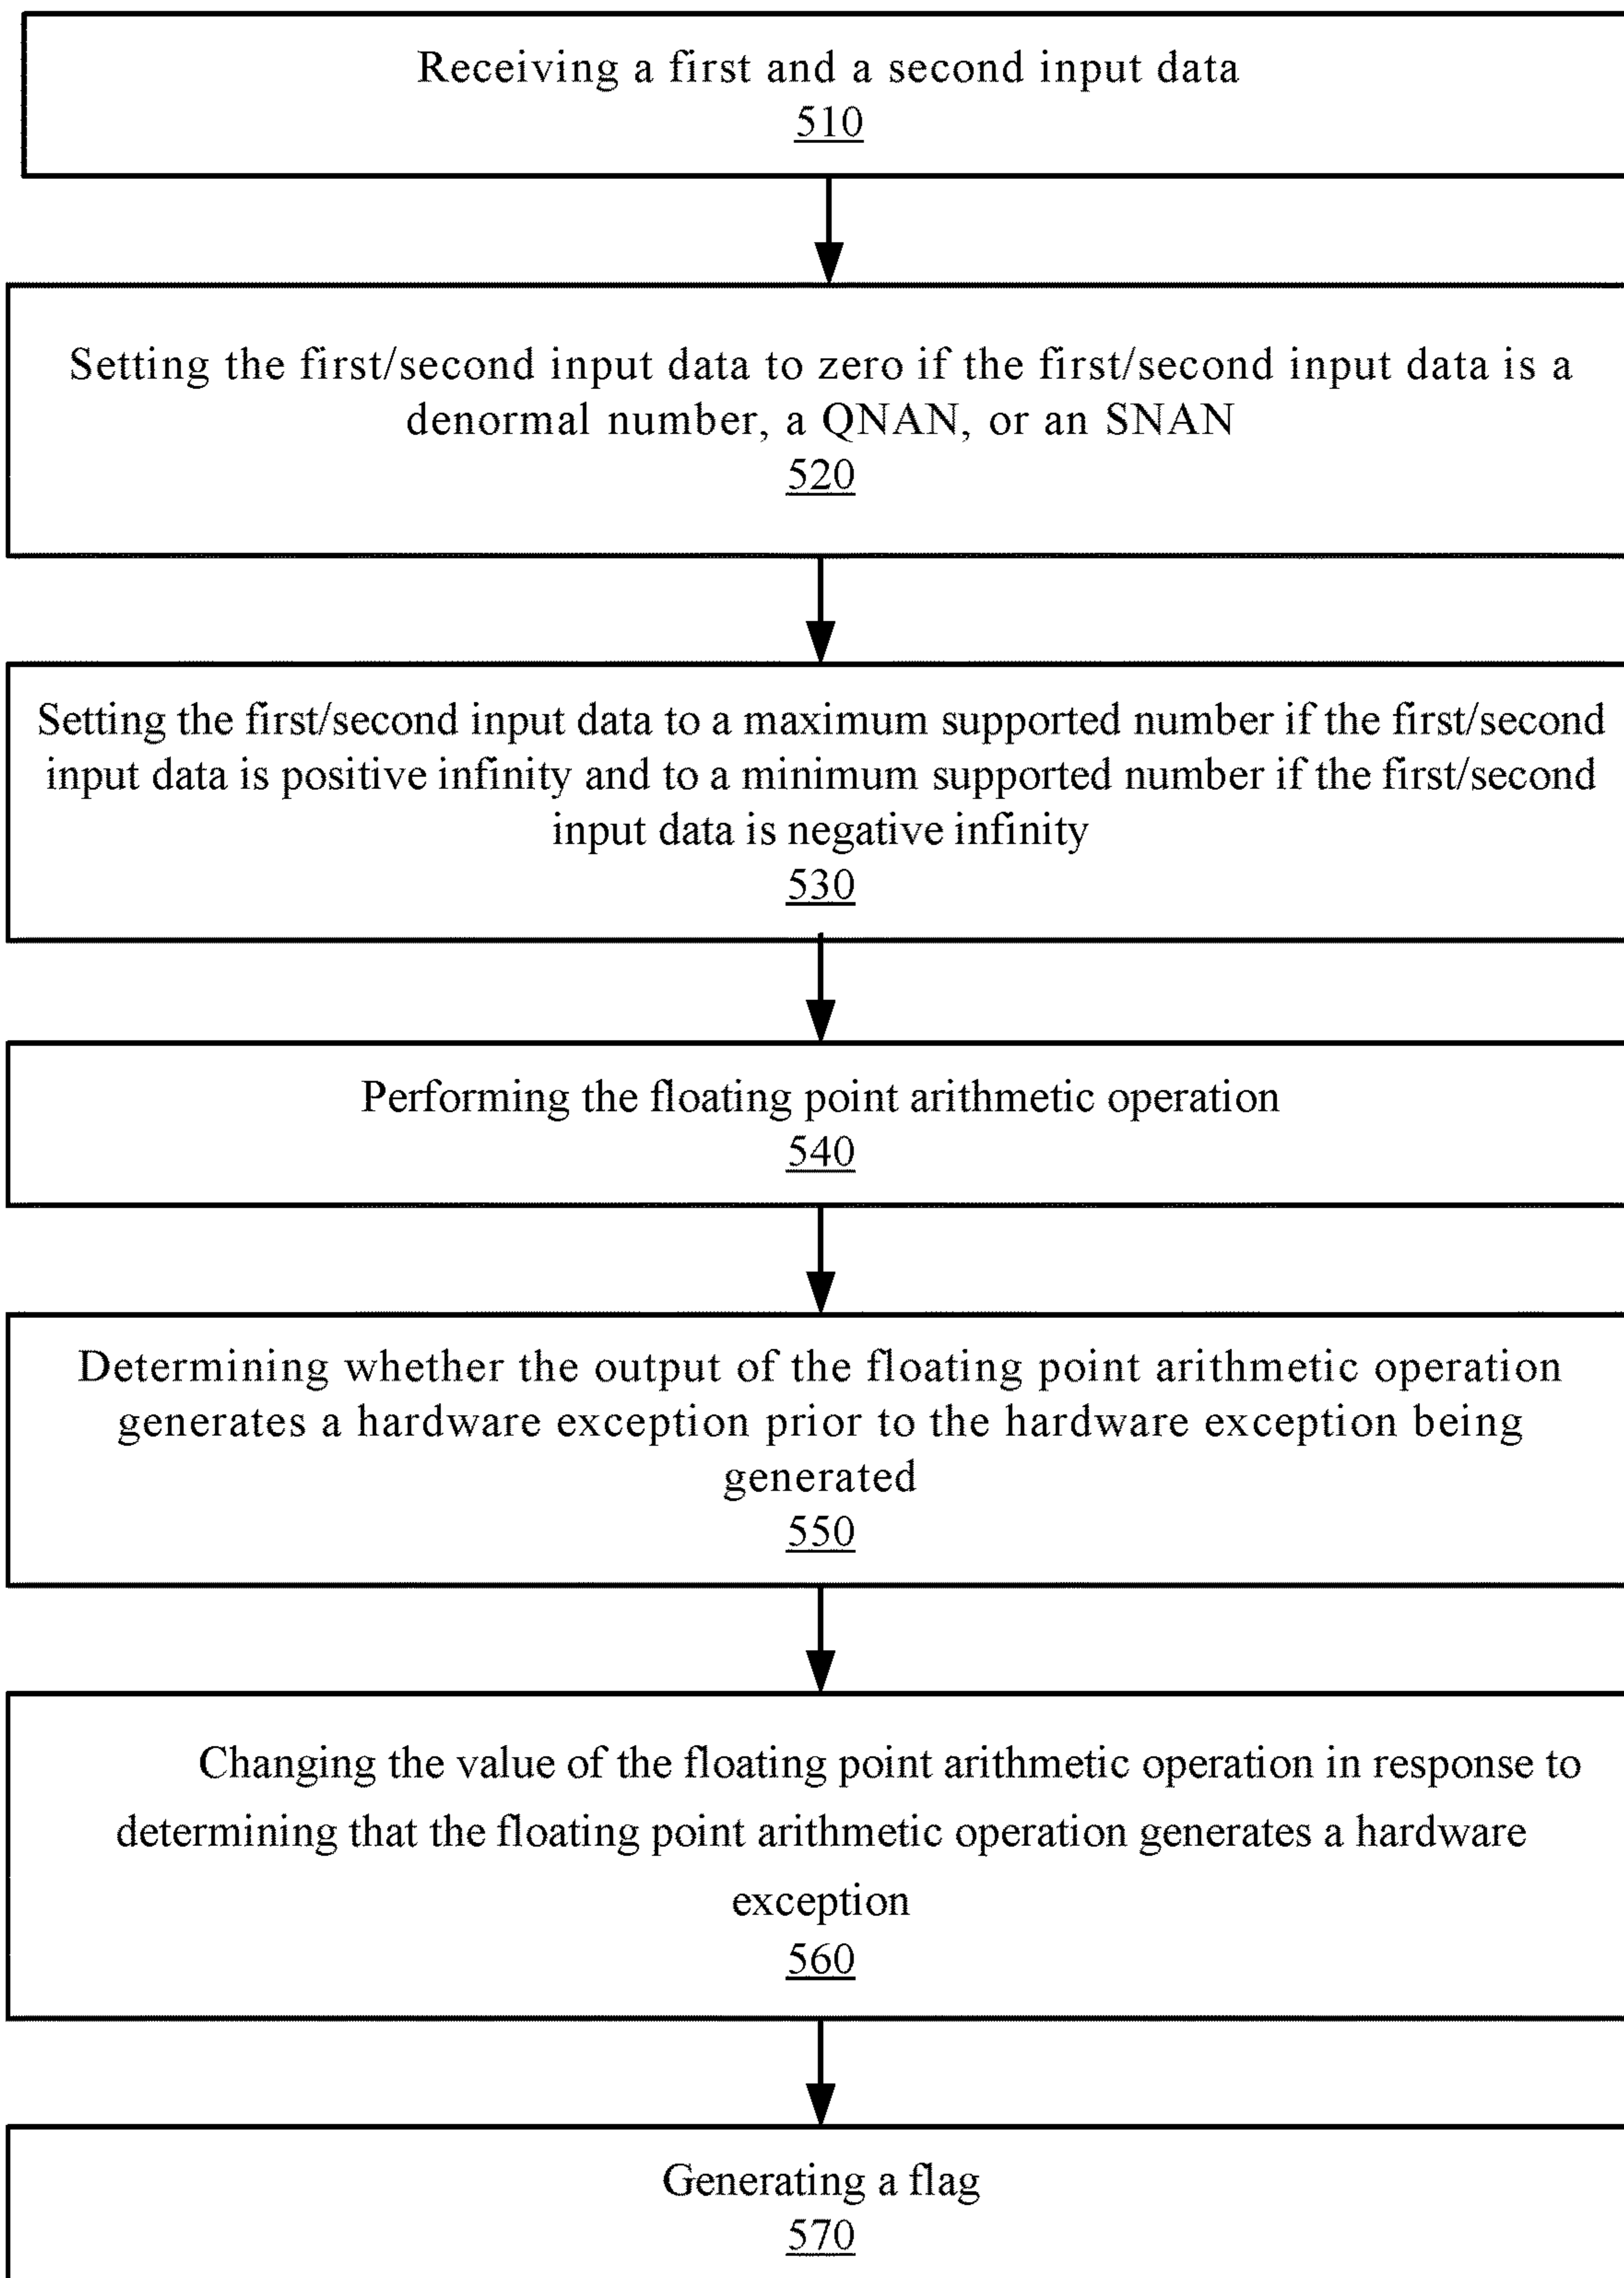 Receiving a first and a second input data
510
Setting the first/second input data to zero if the first/second input data is a
denormal number, a QNAN, or an SNAN
520
Setting the first/second input data to a maximum supported number if the first/second
input data is positive infinity and to a minimum supported number if the first/second
input data is negative infinity
530
Performing the floating point arithmetic operation
540
Determining whether the output of the floating point arithmetic operation
generates a hardware exception prior to the hardware exception being
generated
550
Changing the value of the floating point arithmetic operation in response to
determining that the floating point arithmetic operation generates a hardware
exception
560
Generating a flag
570